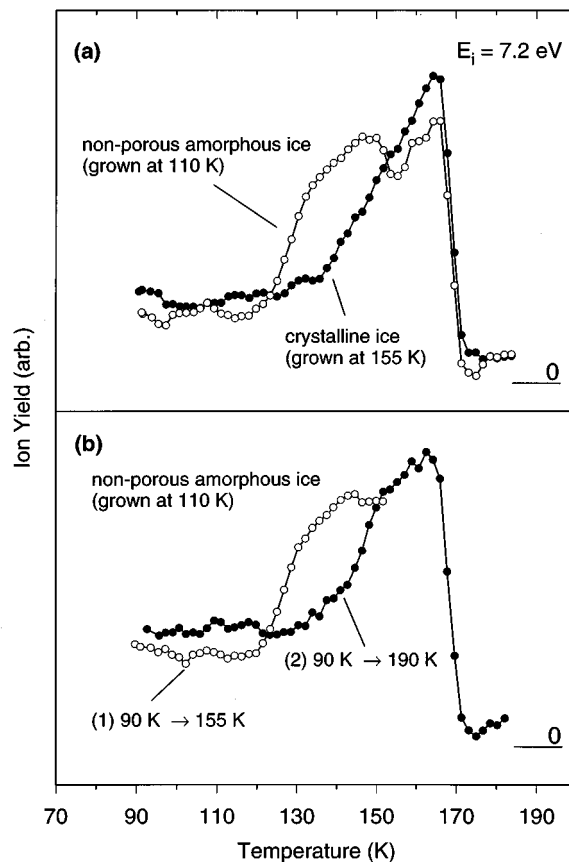 (a)
E_i = 7.2 eV
non-porous amorphous ice
(grown at 110 K)
crystalline ice
(grown at 155 K)
0
Ion Yield (arb.)
(b)
non-porous amorphous ice
(grown at 110 K)
(2) 90 K → 190 K
(1) 90 K → 155 K
0
70 90 110 130 150 170 190
Temperature (K)